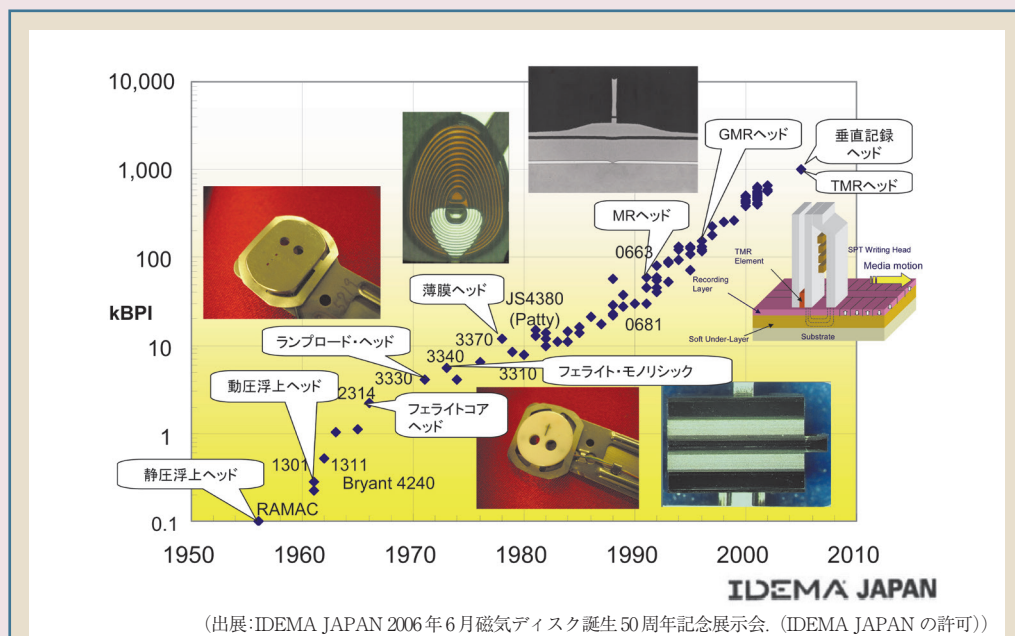 10,000
1,000
100
kBPI
10
1
0.1
1950
1960
1970
1980
1990
2000
2010
GMRヘッド
垂直記録
ヘッド
TMRヘッド
MRヘッド
0663
TMR
Element
SPT Writing Head
Media motion
Recording
Layer
薄膜ヘッド
JS4380
(Patty)
0681
Soft Under-Layer
Substrate
ランプロード・ヘッド
3370
3340
3330
3310
フェライト・モノリシック
動圧浮上ヘッド
2314
フェライトコア
ヘッド
静圧浮上ヘッド
1301
1311
Bryant 4240
RAMAC
IDEMA JAPAN
(出展:IDEMA JAPAN 2006年6月磁気ディスク誕生50周年記念展示会.(IDEMA JAPAN の許可))